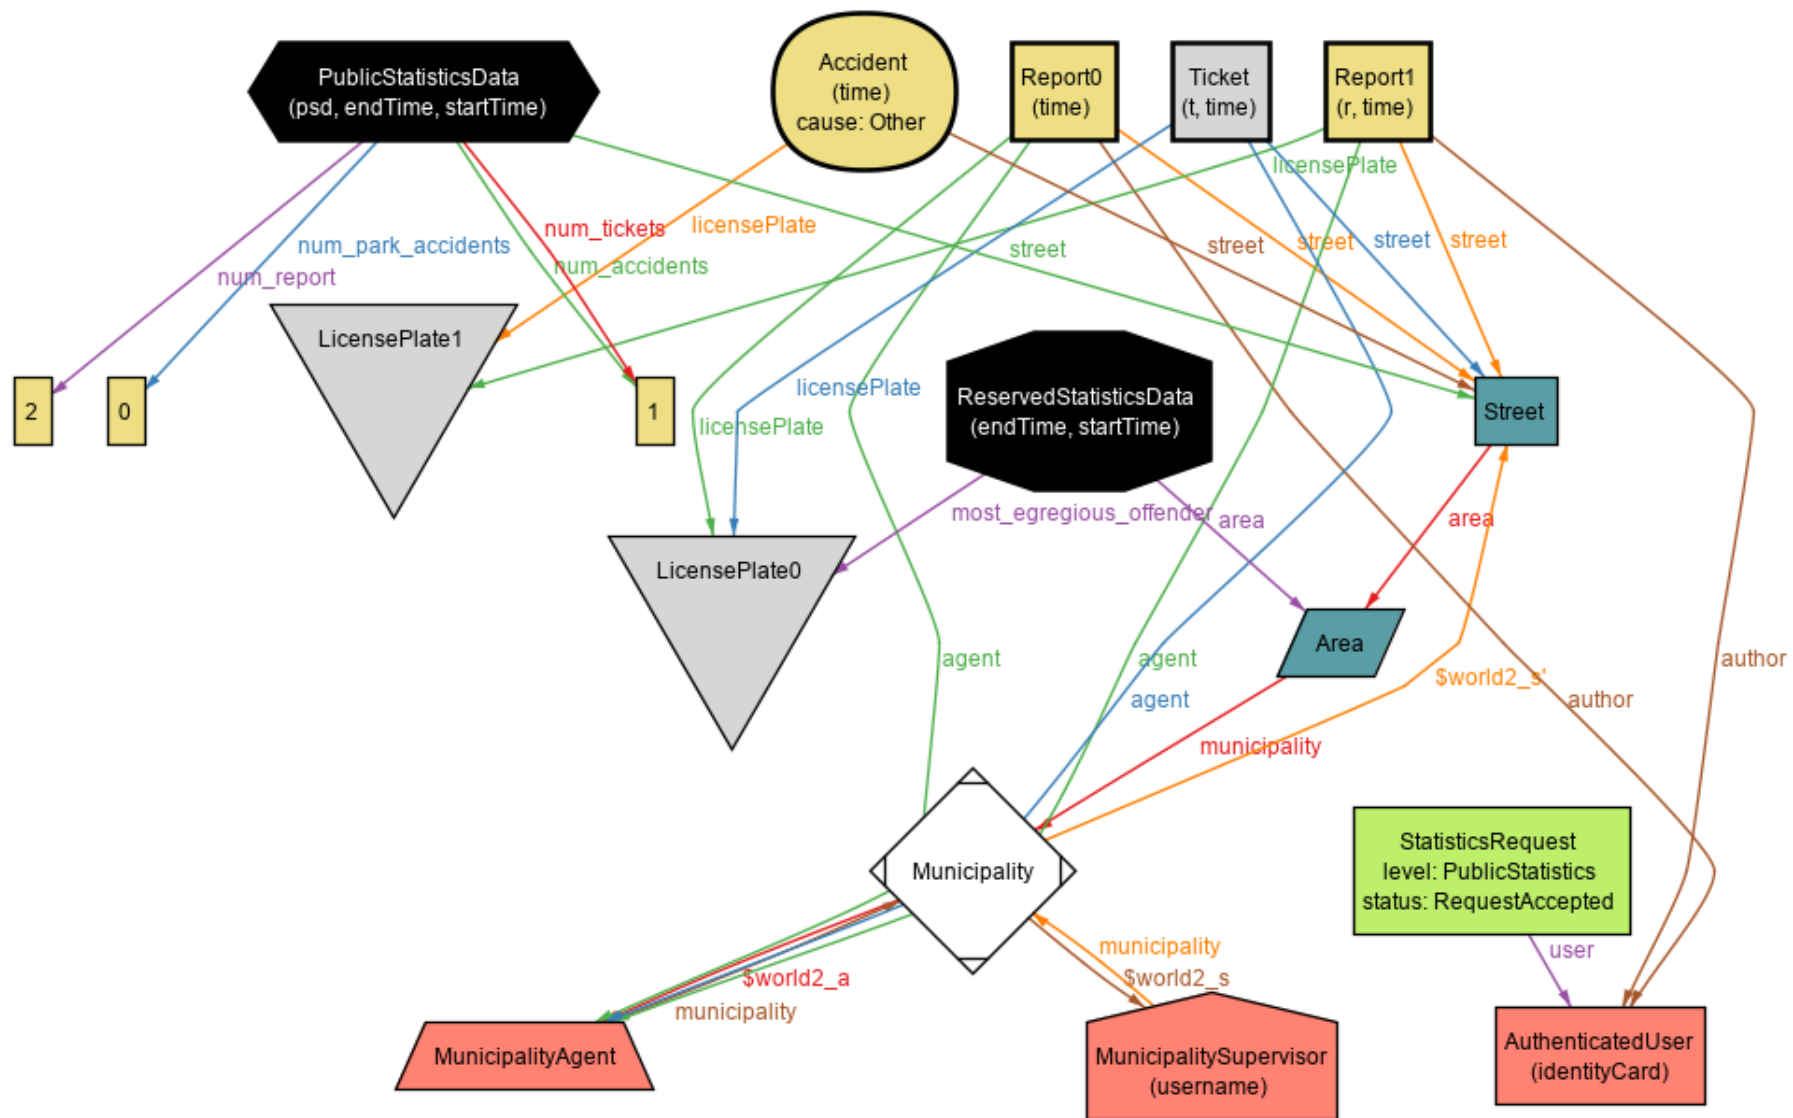 PublicStatisticsData
(psd, endTime, startTime)
Accident
(time)
cause: Other
Report0
(time)
Ticket
(t, time)
Report1
(r, time)
licensePlate
licensePlate
num_tickets
num_park_accidents
num_accidents
num_report
street
street
street
street
street
LicensePlate1
2
0
1
licensePlate
licensePlate
ReservedStatisticsData
(endTime, startTime)
Street
most_egregious_offender
area
area
LicensePlate0
Area
agent
agent
agent
$world2_s'
author
author
municipality
Municipality
StatisticsRequest
level: PublicStatistics
status: RequestAccepted
user
municipality
$world2_s
$world2_a
municipality
MunicipalityAgent
MunicipalitySupervisor
(username)
AuthenticatedUser
(identityCard)